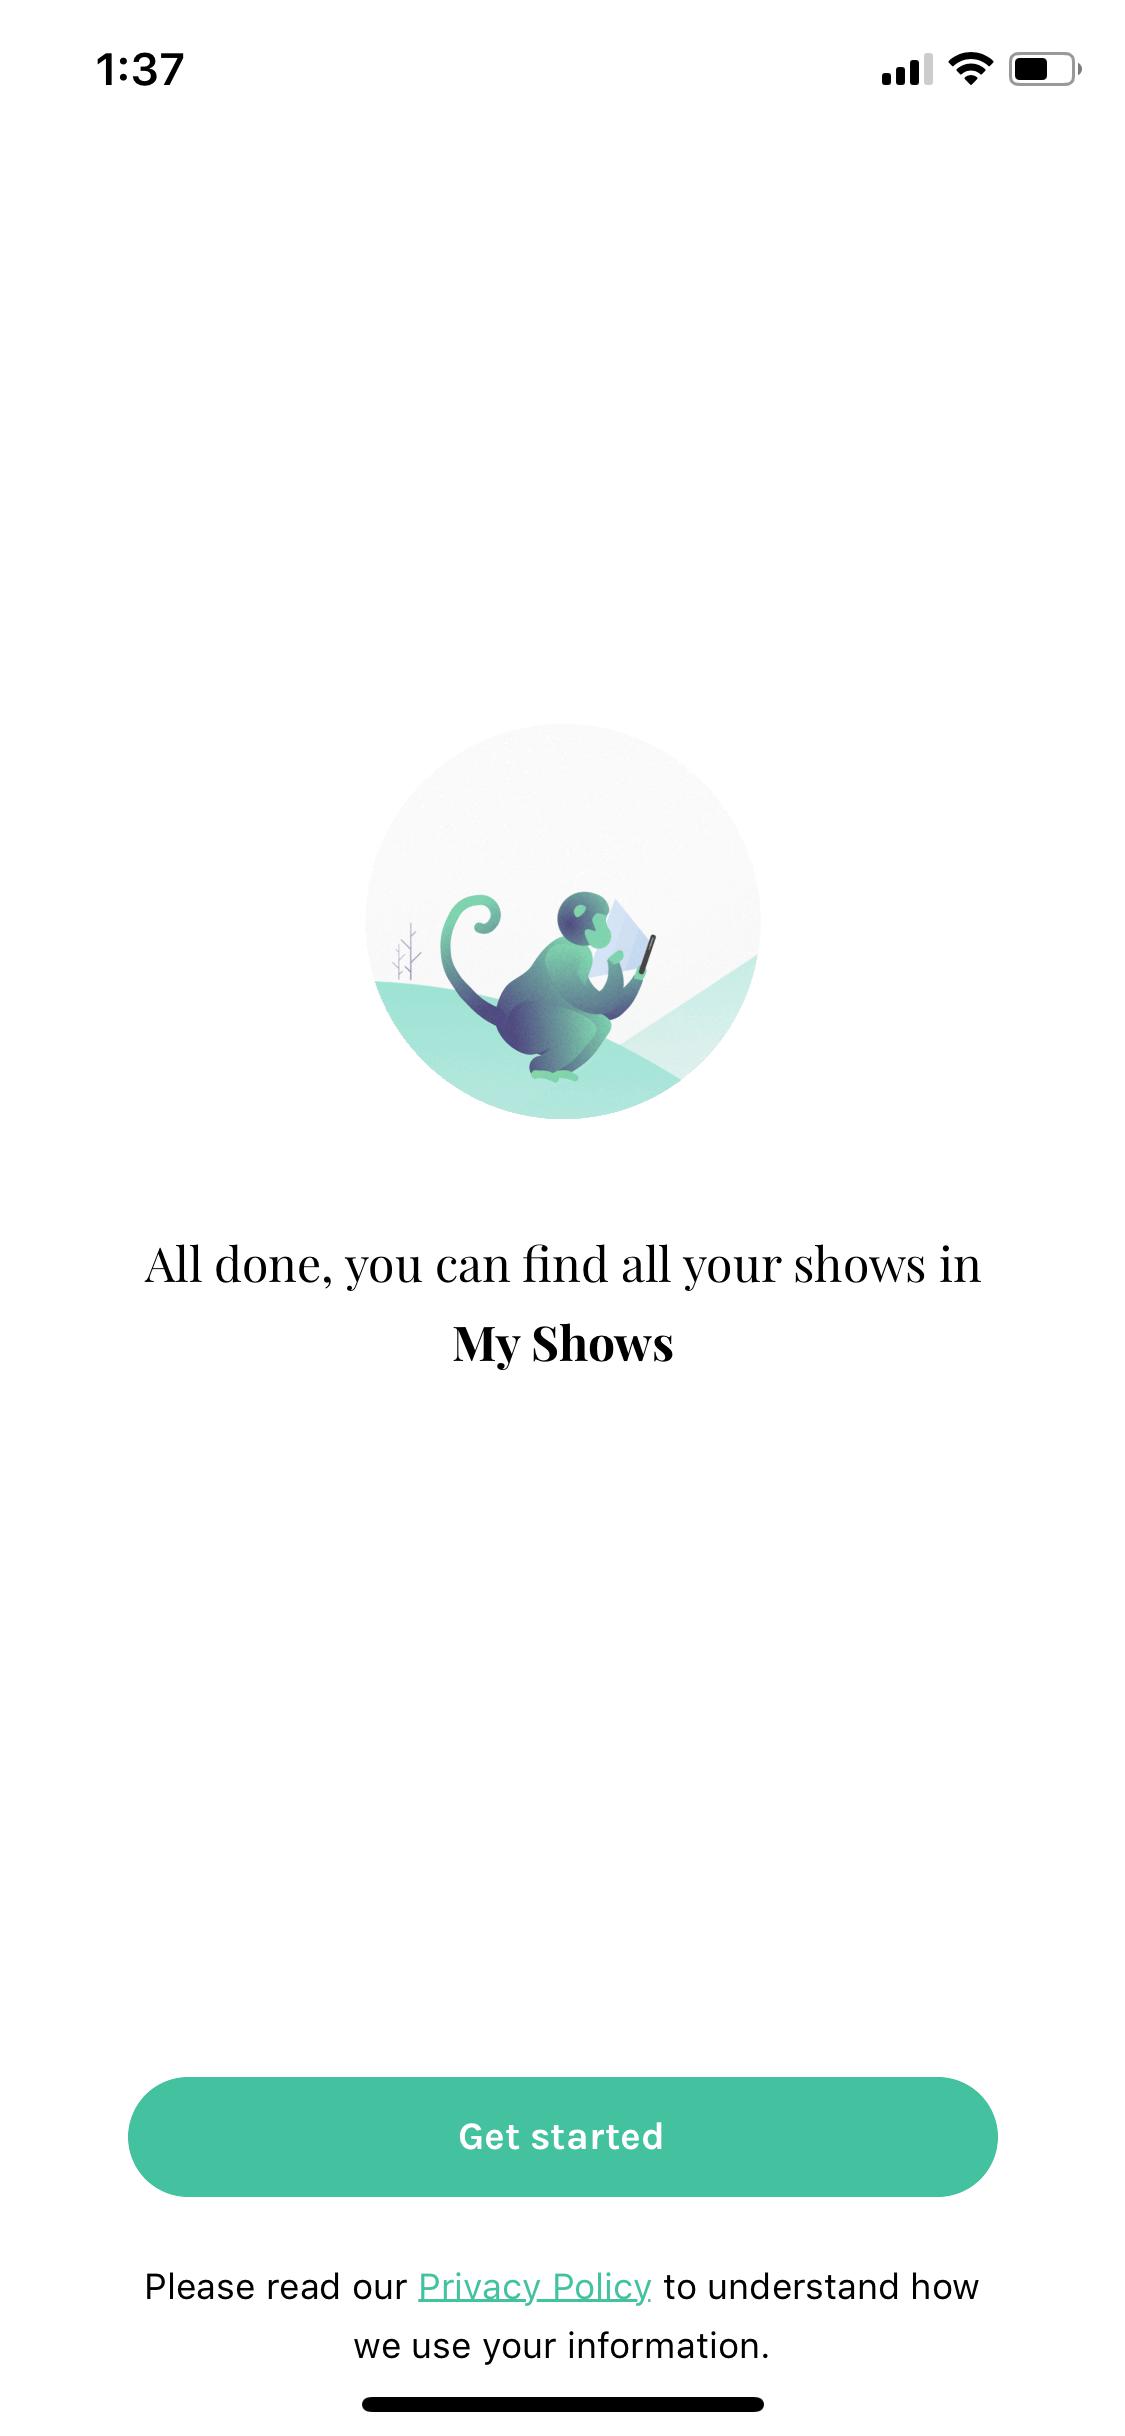 1:37
All done, you can find all your shows in
My Shows
Get started
Please read our Privacy Policy to understand how
we use your information.